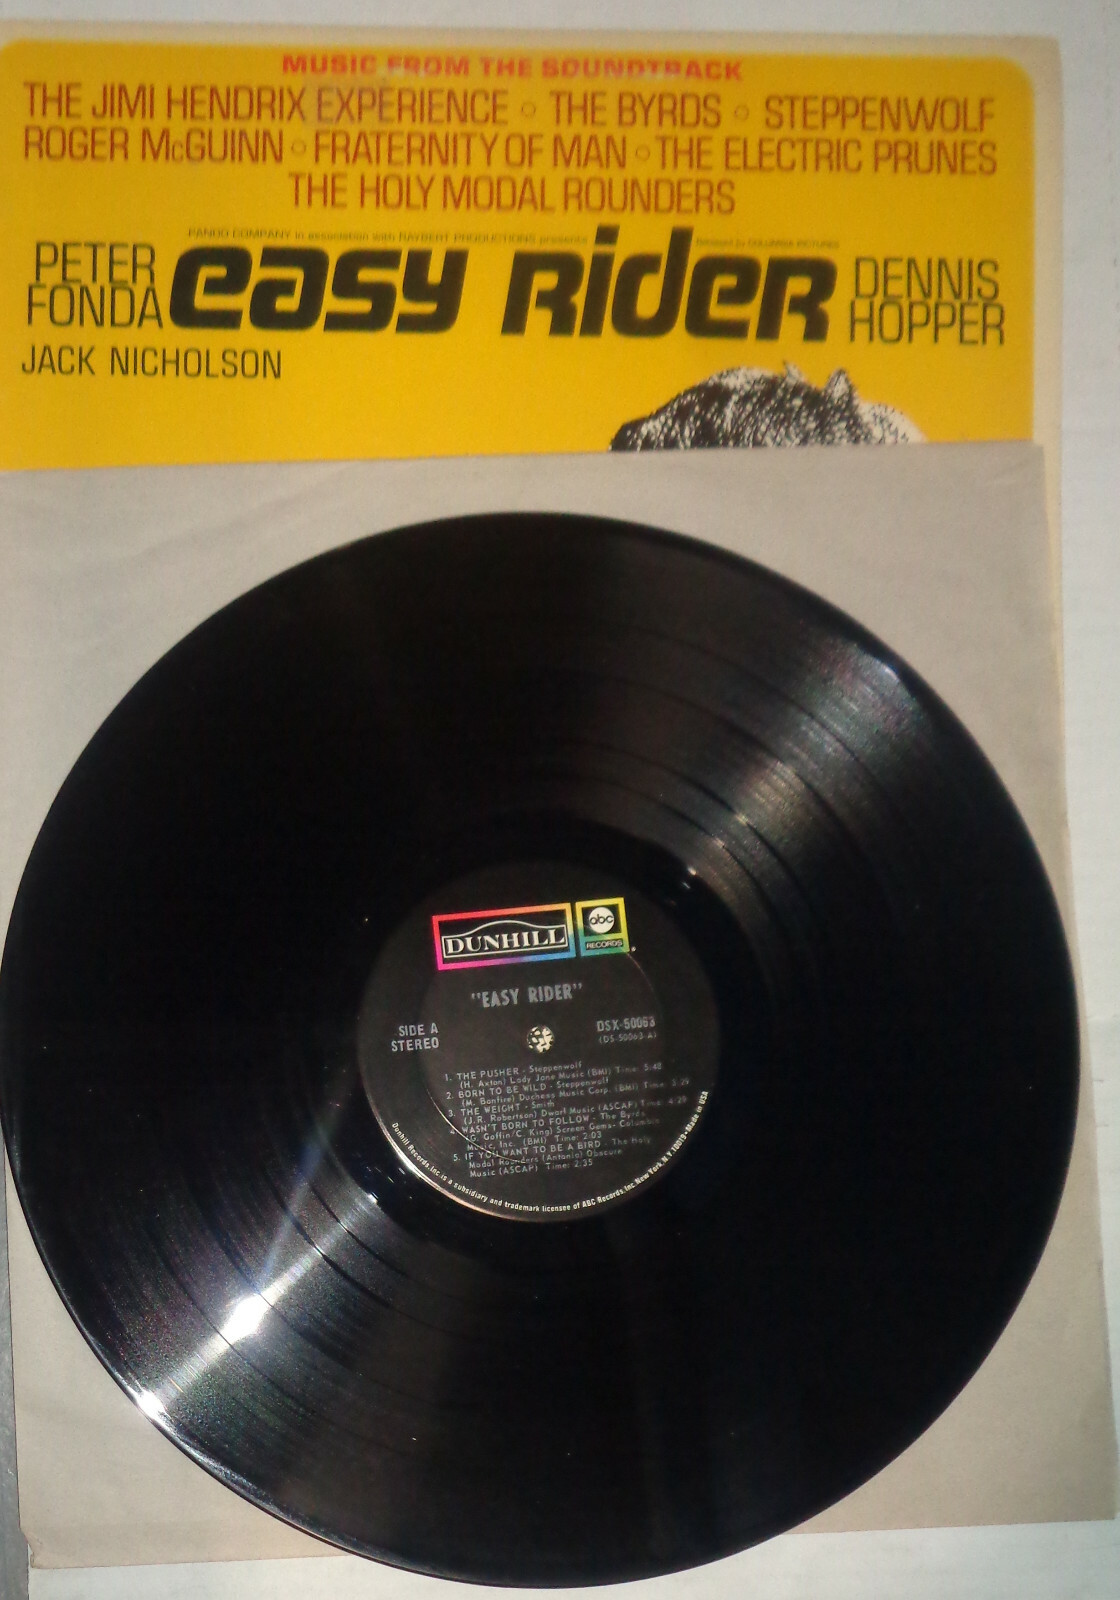 MUSIC FROM THE SOUNDTRACK
THE JIMI HENDRIX EXPERIENCE ° THE BYRDS ° STEPPENWOLF
ROGER McGUINN ° FRATERNITY OF MAN ° THE ELECTRIC PRUNES
THE HOLY MODAL ROUNDERS
PANDO COMPANY in association with RAYBERT PRODUCTIONS presents
Released by COLUMBIA PICTURES
PETER FONDA
easy Rider
DENNIS HOPPER
JACK NICHOLSON
DUNHILL
abc
RECORDS
"EASY RIDER"
SIDE A
STEREO
DSX-50063
(DS-50063-A)
1. THE PUSHER - Steppenwolf
(H. Axton) Lady Jane Music (BMI) Time: 5:48
2. BORN TO BE WILD - Steppenwolf
(M. Bonfire) Duchess Music Corp. (BMI) Time: 3:29
3. THE WEIGHT - Smith
(J.R. Robertson) Dwarf Music (ASCAP) Time: 4:29
WASN'T BORN TO FOLLOW - The Byrds
(G. Goffin/C. King) Screen Gems- Columbia
Music, Inc. (BMI) Time: 2:03
5. IF YOU WANT TO BE A BIRD - The Holy
Modal Rounders (Antonia) Obscure
Music (ASCAP) Time: 2:35
Dunhill Records, Inc is a subsidiary and trademark licensee of ABC Records, Inc New York, N.Y. 10019 • Made in USA